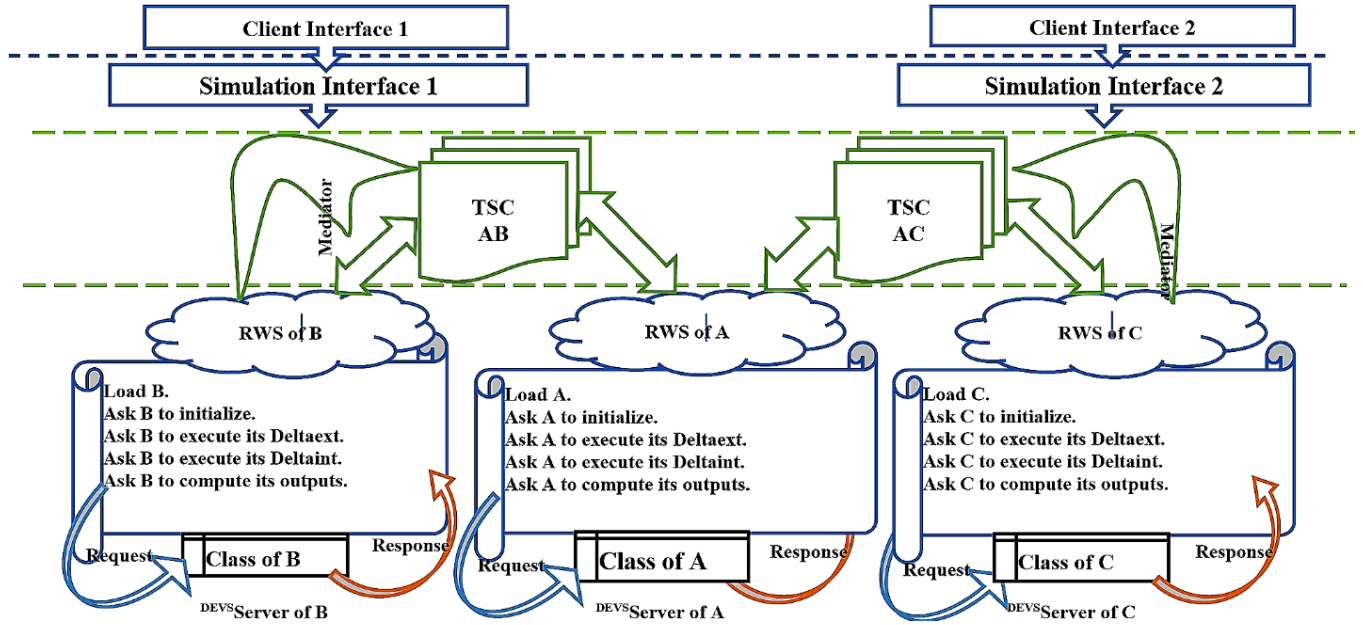 Client Interface 1
Client Interface 2
Simulation Interface 1
Simulation Interface 2
Mediator
TSC
AB
TSC
AC
Mediator
RWS of B
RWS of A
RWS of C
Load B.
Ask B to initialize.
Ask B to execute its Deltaext.
Ask B to execute its Deltaint.
Ask B to compute its outputs.
Load A.
Ask A to initialize.
Ask A to execute its Deltaext.
Ask A to execute its Deltaint.
Ask A to compute its outputs.
Load C.
Ask C to initialize.
Ask C to execute its Deltaext.
Ask C to execute its Deltaint.
Ask C to compute its outputs.
Request
Class of B
Response
Request
Class of A
Response
Request
Class of C
Response
DEVSServer of B
DEVSServer of A
DEVSServer of C